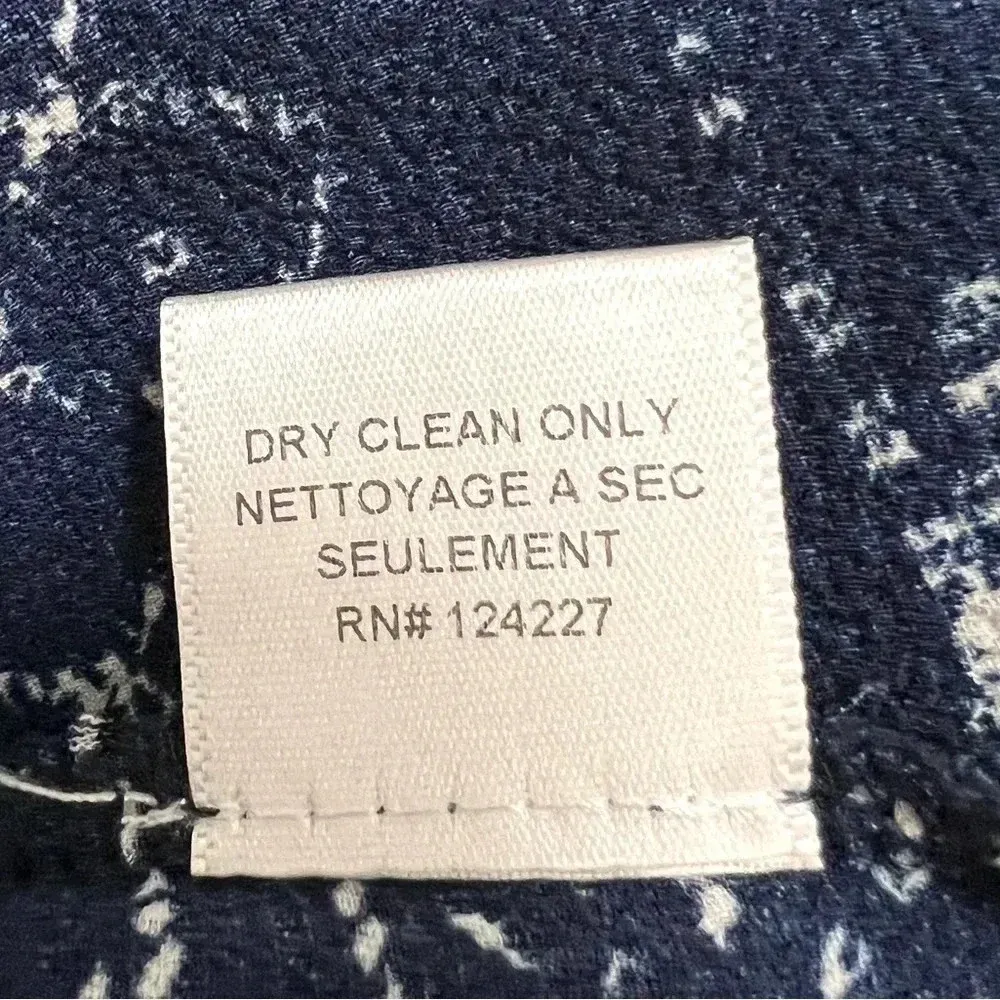 DRY CLEAN ONLY
NETTOYAGE A SEC
SEULEMENT
RN# 124227